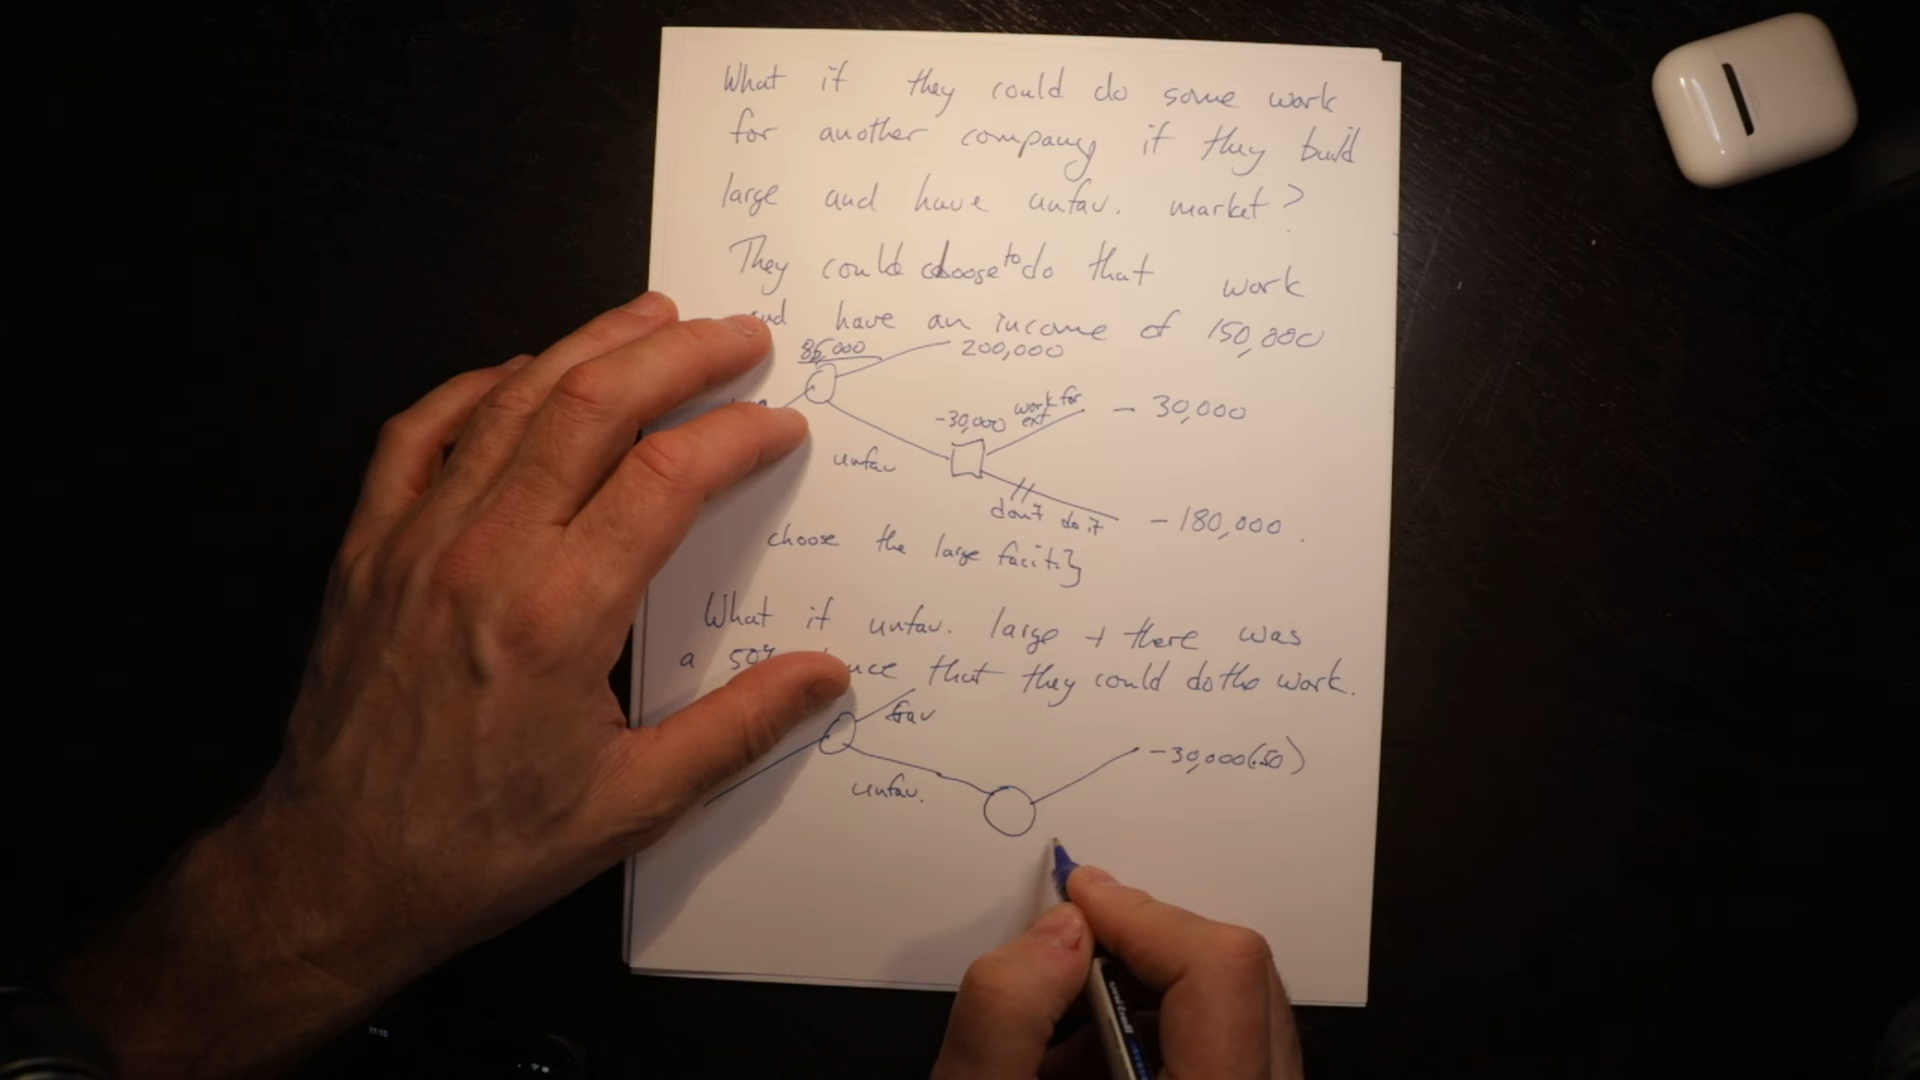 What if they could do some work
for another company if they build
large and have unfav. market?
They could choose to do that work
have an income of 150,000
85,000 200,000
-30,000 work for ext - 30,000
unfav
don't do it -180,000.
choose the large
What if unfav. large + there was
a that they could do the work.
fav
-30,000(.50)
unfav.
11:15